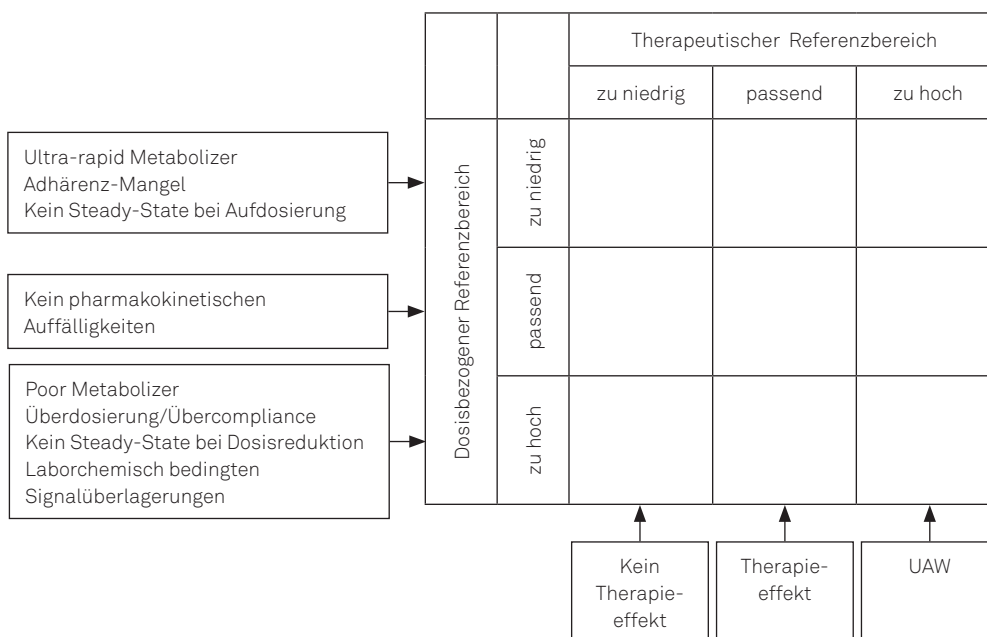 Therapeutischer Referenzbereich
zu niedrig
passend
zu hoch
Ultra-rapid Metabolizer
Adhärenz-Mangel
Kein Steady-State bei Aufdosierung
Kein pharmakokinetischen
Auffälligkeiten
Poor Metabolizer
Überdosierung/Übercompliance
Kein Steady-State bei Dosisreduktion
Laborchemisch bedingten
Signalüberlagerungen
Dosisbezogener Referenzbereich
zu niedrig
passend
zu hoch
Kein
Therapie-
effekt
Therapie-
effekt
UAW